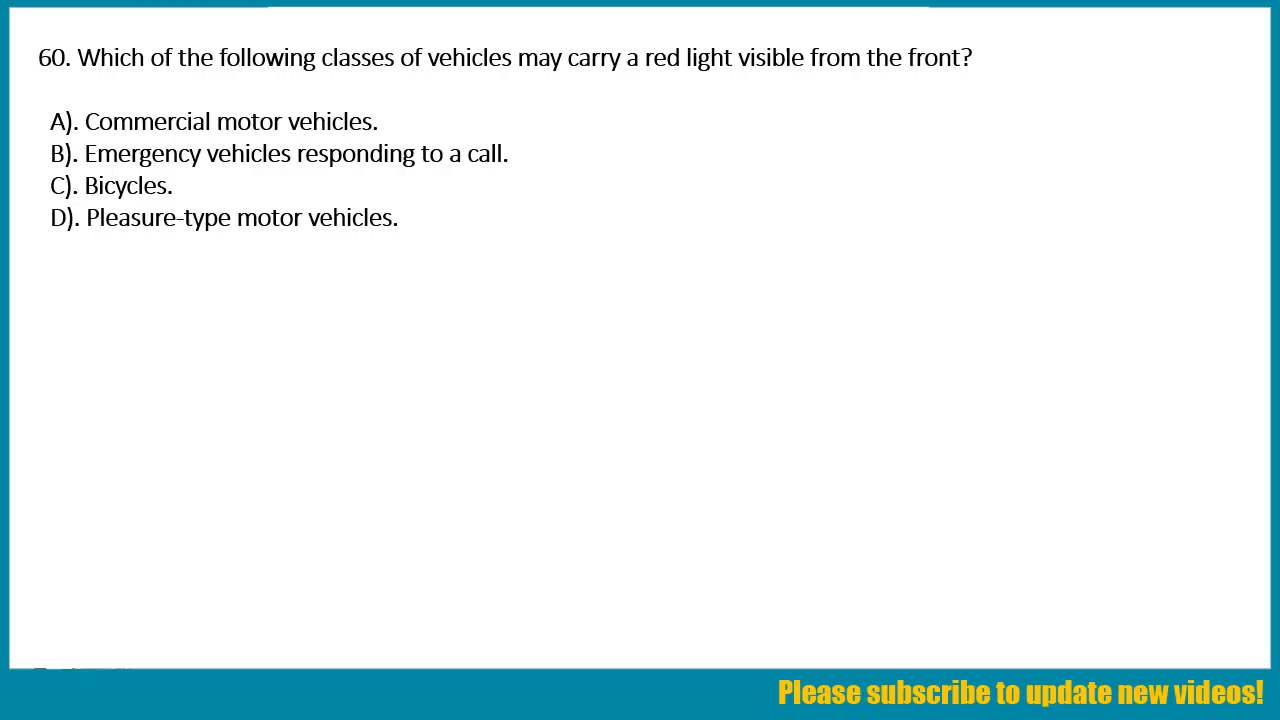 60. Which of the following classes of vehicles may carry a red light visible from the front?
A). Commercial motor vehicles.
B). Emergency vehicles responding to a call.
C). Bicycles.
D). Pleasure-type motor vehicles.
Please subscribe to update new videos!